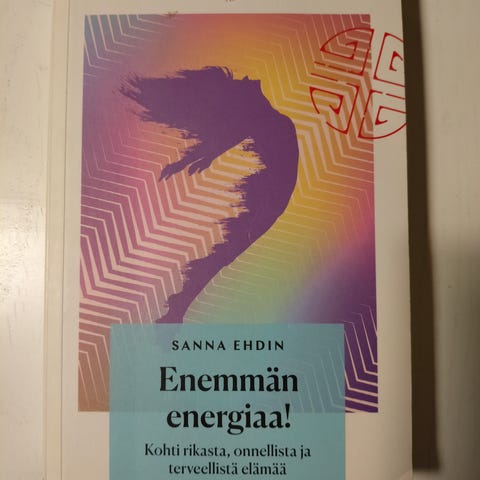 SANNA EHDIN
Enemmän
energiaa!
Kohti rikasta, onnellista ja
terveellistä elämää